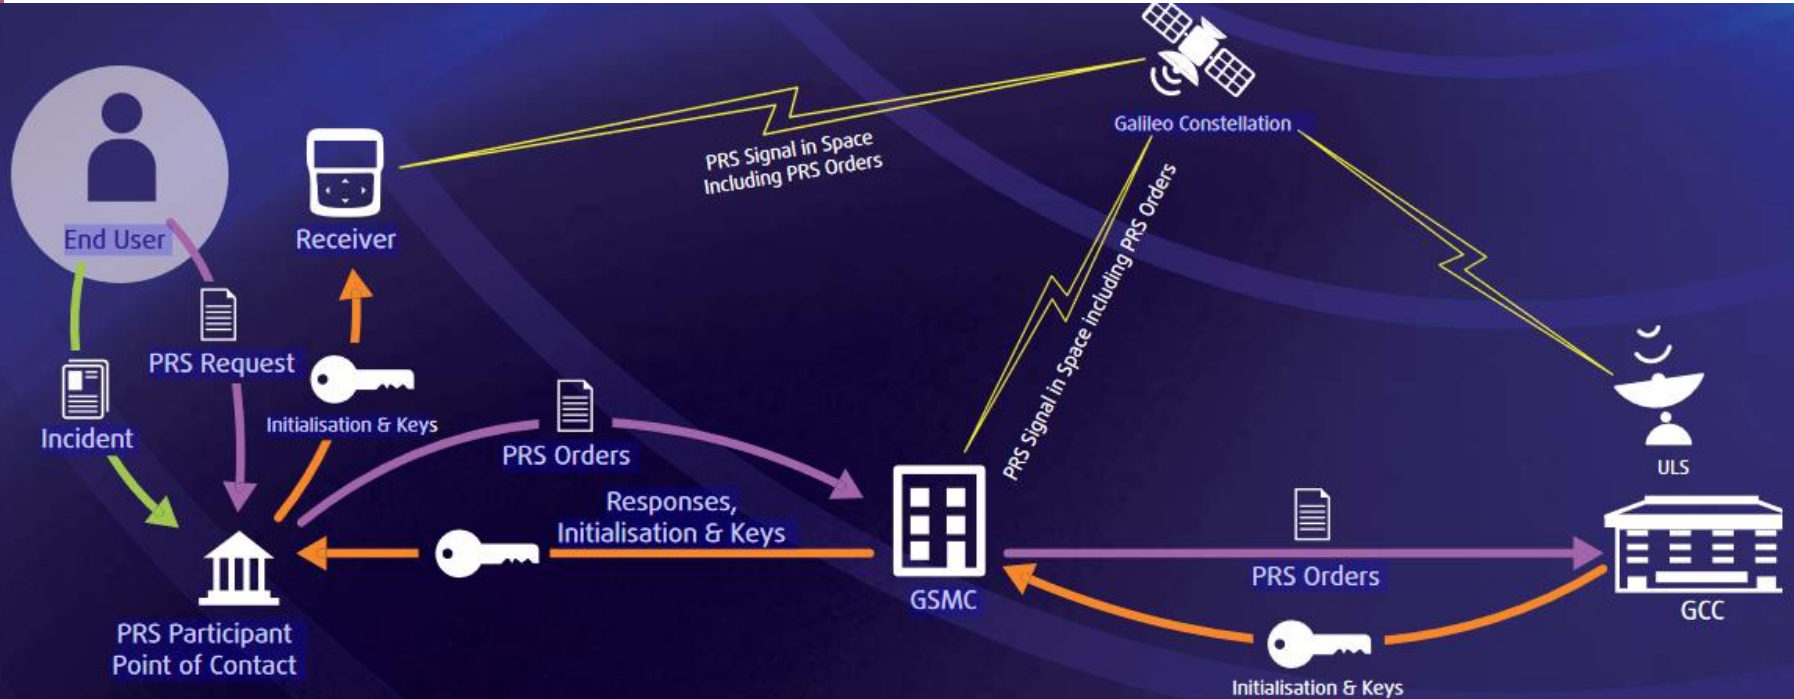 Galileo Constellation
PRS Signal in Space
Including PRS Orders
PRS Signal in Space including PRS Orders
End User
Receiver
PRS Request
Initialisation & Keys
Incident
PRS Orders
Responses,
Initialisation & Keys
ULS
PRS Orders
GSMC
GCC
PRS Participant
Point of Contact
Initialisation & Keys